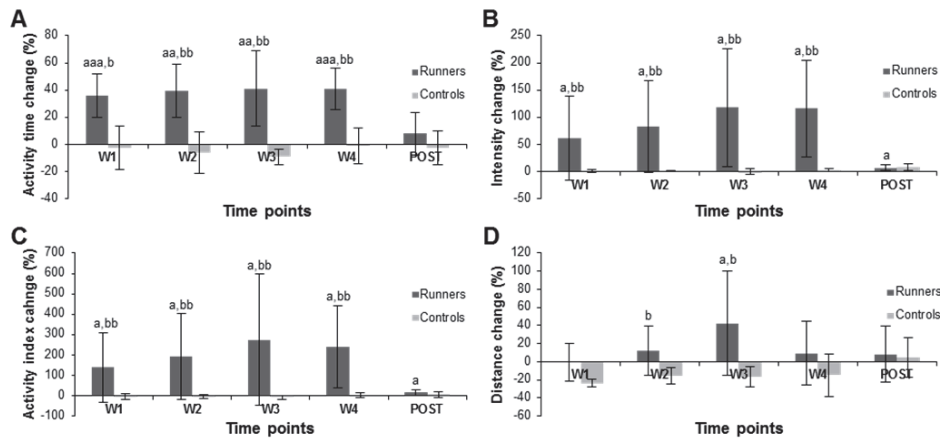 A
Activity time change (%)
80
60
40
20
0
-20
-40
aaa,b
aa,bb
aa,bb
aaa,bb
W1
W2
W3
W4
POST
Runners
Controls
Time points
B
Intensity change (%)
250
200
150
100
50
0
-50
a,bb
a,bb
a,bb
a,bb
a
W1
W2
W3
W4
POST
Runners
Controls
Time points
C
Activity index cahnge (%)
700
600
500
400
300
200
100
0
-100
a,bb
a,bb
a,bb
a,bb
a
W1
W2
W3
W4
POST
Runners
Controls
Time points
D
Distance change (%)
120
100
80
60
40
20
0
-20
-40
-60
b
a,b
W1
W2
W3
W4
POST
Runners
Controls
Time points